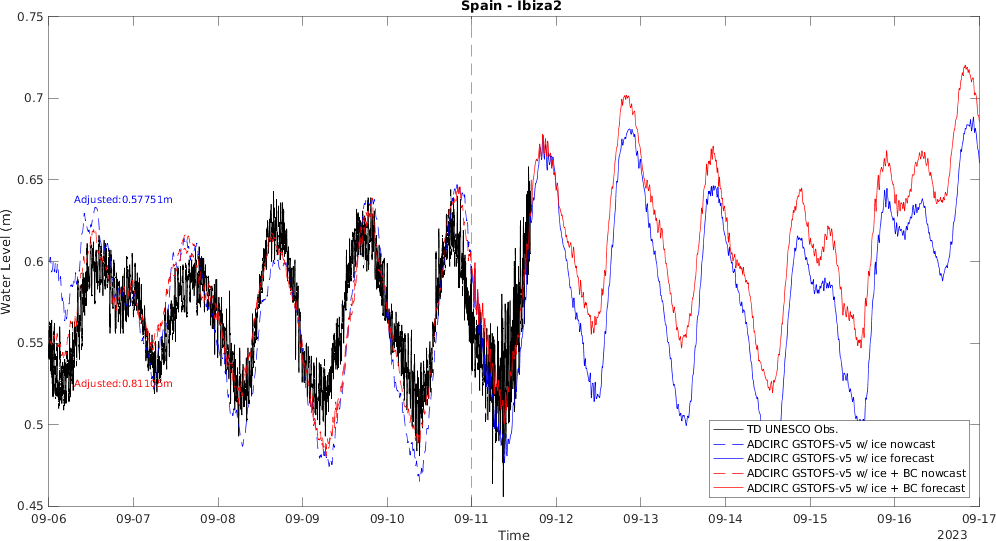 Spain - Ibiza2
0.75
0.7
0.65
0.6
0.55
0.5
0.45
Water Level (m)
Adjusted:0.57751m
Adjusted:0.81105m
TD UNESCO Obs.
ADCIRC GSTOFS-v5 w/ ice nowcast
ADCIRC GSTOFS-v5 w/ ice forecast
ADCIRC GSTOFS-v5 w/ ice + BC nowcast
ADCIRC GSTOFS-v5 w/ ice + BC forecast
09-06 09-07 09-08 09-09 09-10 09-11 09-12 09-13 09-14 09-15 09-16 09-17
Time
2023